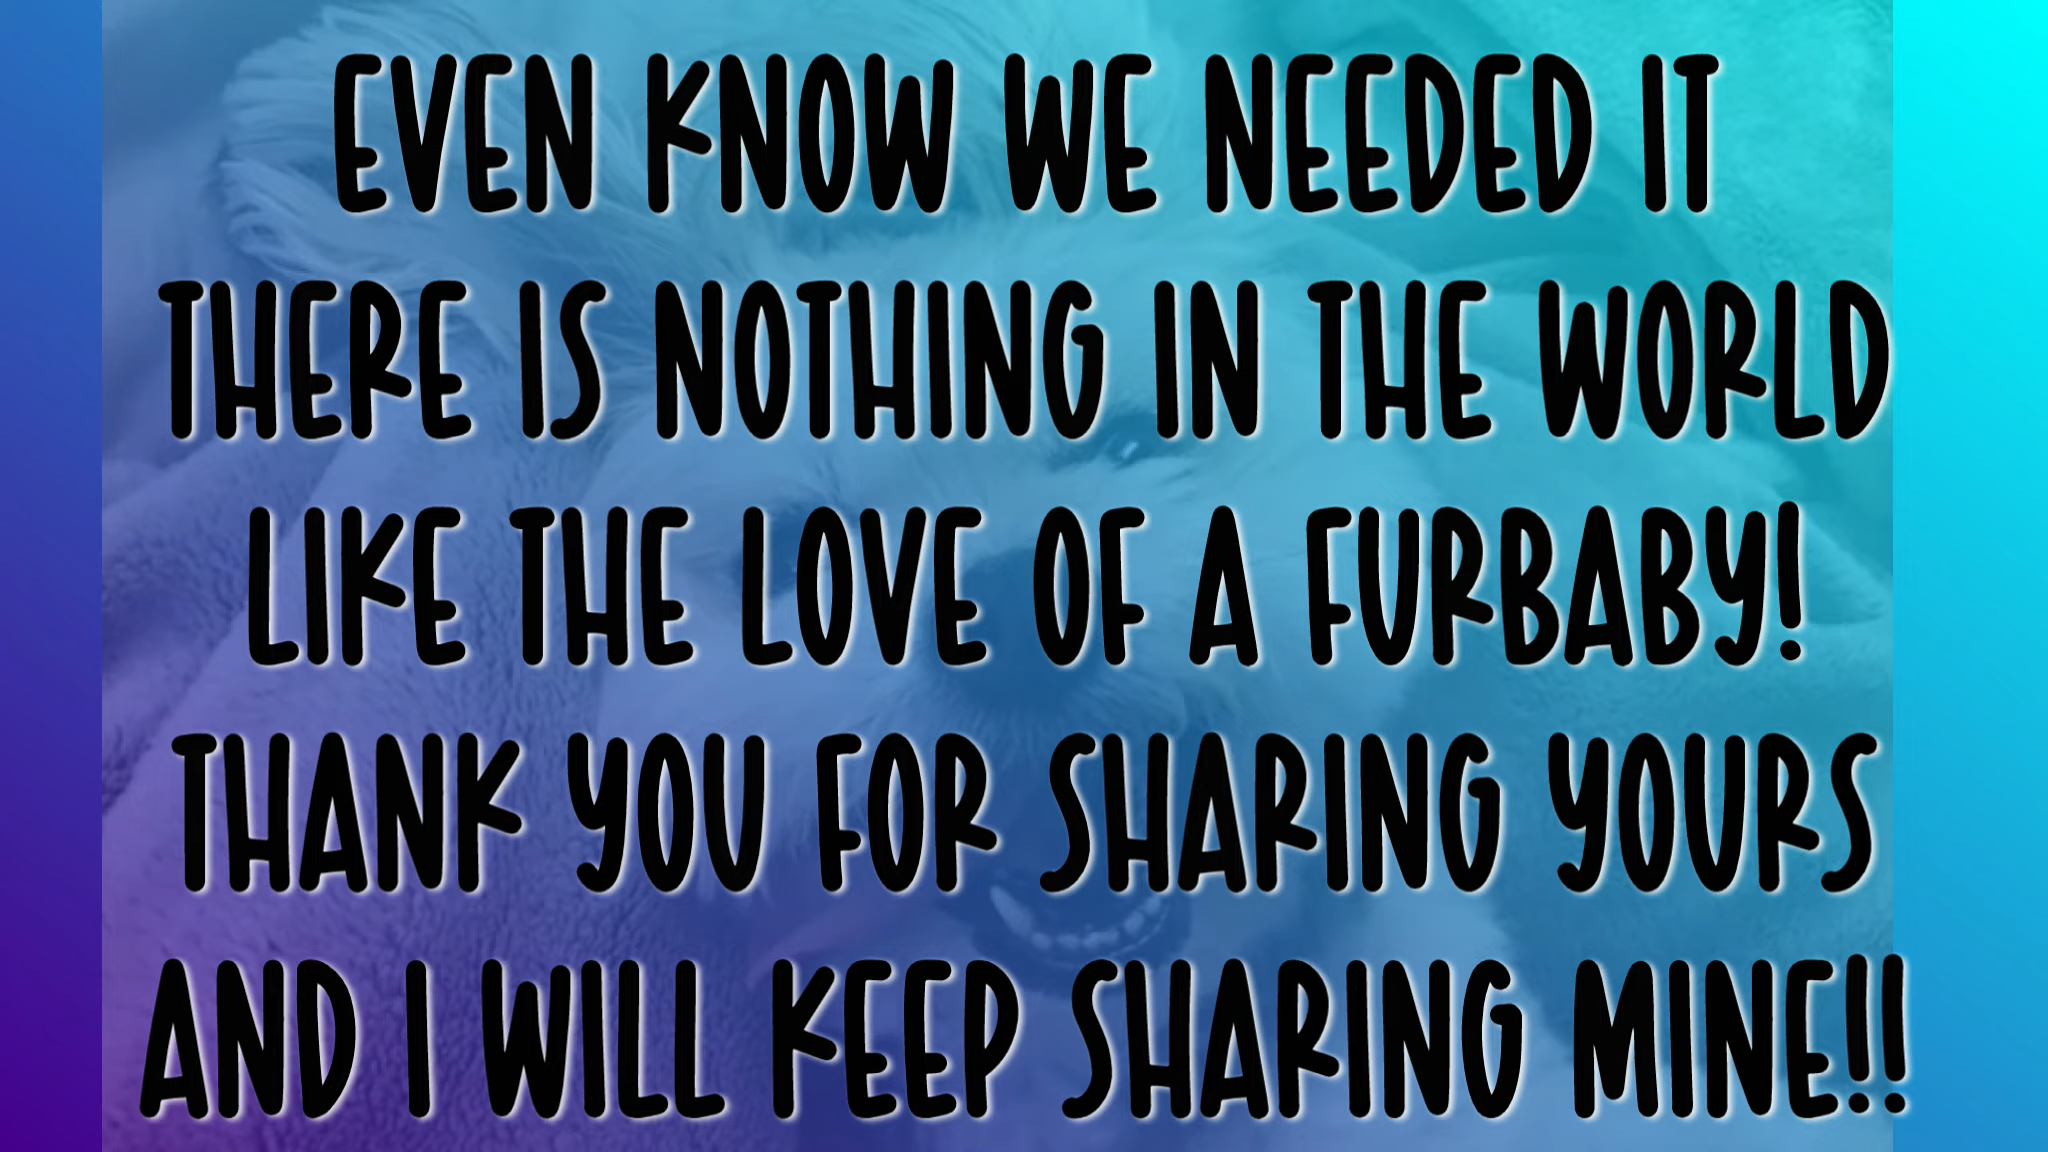 EVEN KNOW WE NEEDED IT
THERE IS NOTHING IN THE WORLD
LIKE THE LOVE OF A FURBABY!
THANK YOU FOR SHARING YOURS
AND I WILL KEEP SHARING MINE!!